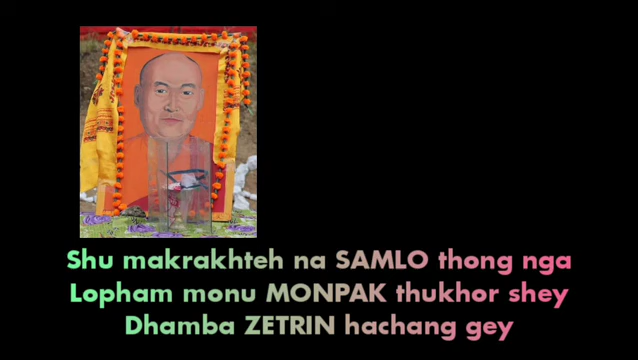 Shu makrakhteh na SAMLO thong nga
Lopham monu MONPAK thukhor shey
Dhamba ZETRIN hachang gey